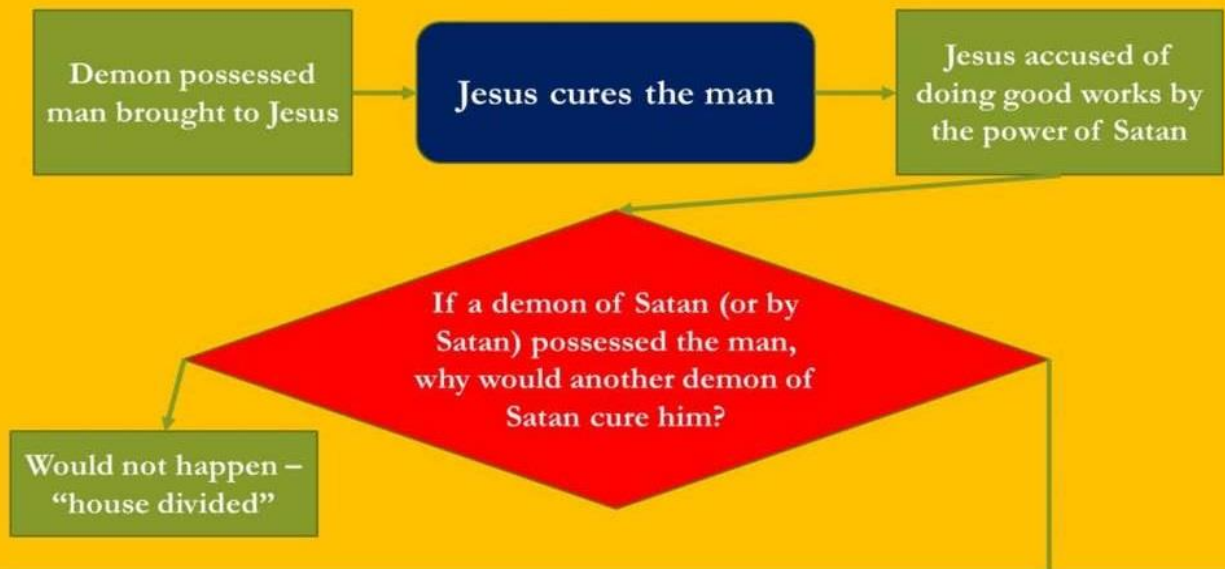 Demon possessed
man brought to Jesus
Jesus cures the man
Jesus accused of
doing good works by
the power of Satan
If a demon of Satan (or by
Satan) possessed the man,
why would another demon of
Satan cure him?
Would not happen –
“house divided”